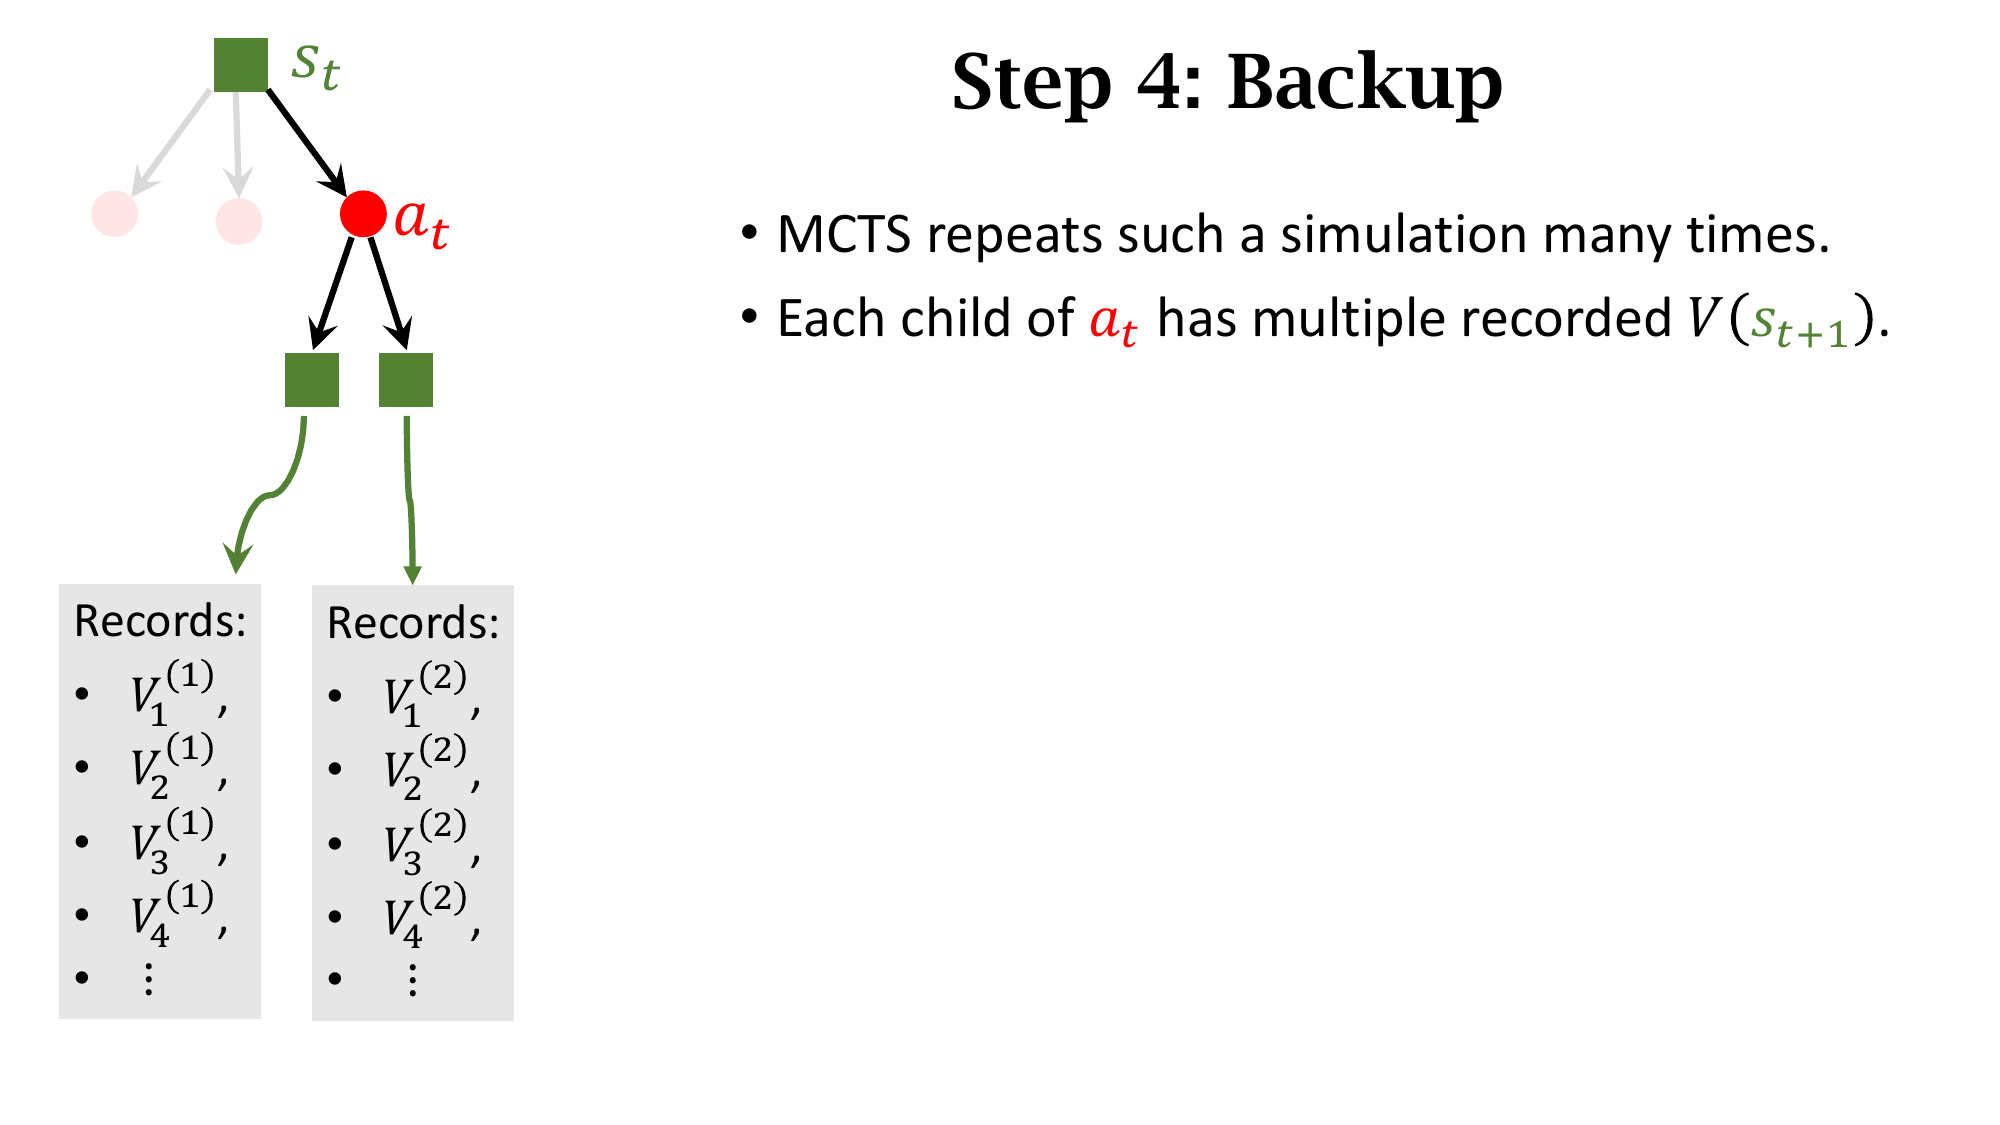 Step 4: Backup
s_t
a_t
• MCTS repeats such a simulation many times.
• Each child of a_t has multiple recorded V(s_{t+1}).
Records:
• V_1^{(1)},
• V_2^{(1)},
• V_3^{(1)},
• V_4^{(1)},
• ⋮
Records:
• V_1^{(2)},
• V_2^{(2)},
• V_3^{(2)},
• V_4^{(2)},
• ⋮